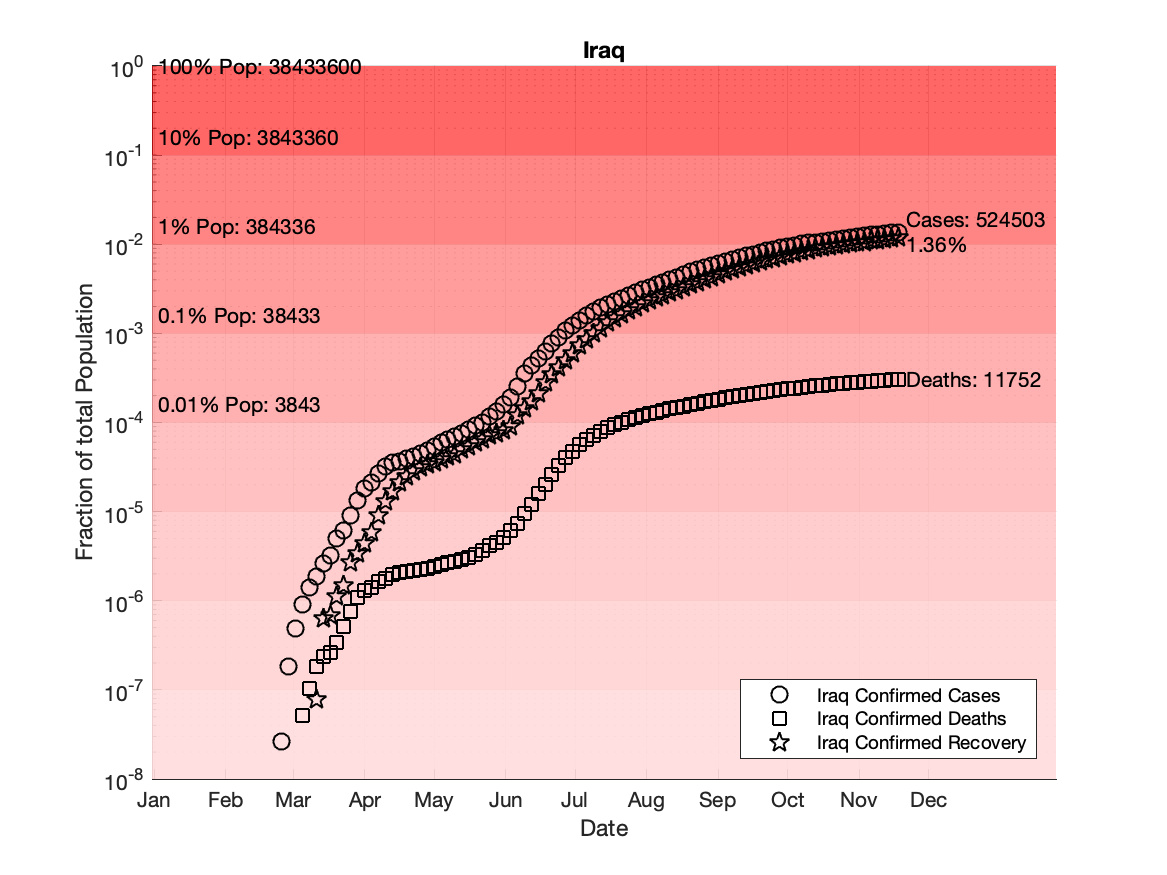 Iraq
10^0
100% Pop: 38433600
10% Pop: 3843360
10^-1
1% Pop: 384336
Cases: 524503
10^-2
1.36%
0.1% Pop: 38433
10^-3
Deaths: 11752
0.01% Pop: 3843
10^-4
10^-5
10^-6
10^-7
10^-8
Fraction of total Population
Iraq Confirmed Cases
Iraq Confirmed Deaths
Iraq Confirmed Recovery
Jan Feb Mar Apr May Jun Jul Aug Sep Oct Nov Dec
Date